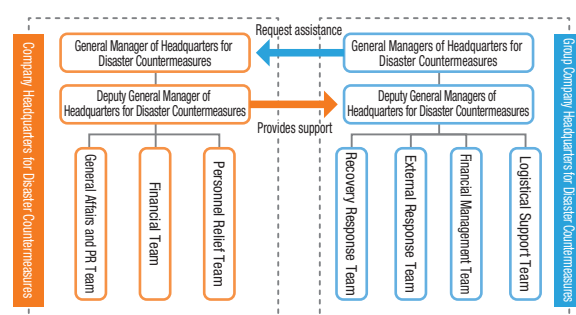 Request assistance
General Manager of Headquarters for
Disaster Countermeasures
General Managers of Headquarters for
Disaster Countermeasures
Deputy General Manager of
Headquarters for Disaster Countermeasures
Deputy General Managers of
Headquarters for Disaster Countermeasures
Provides support
Company Headquarters for Disaster Countermeasures
General Affairs and PR Team
Financial Team
Personnel Relief Team
Recovery Response Team
External Response Team
Financial Management Team
Logistical Support Team
Group Company Headquarters for Disaster Countermeasures